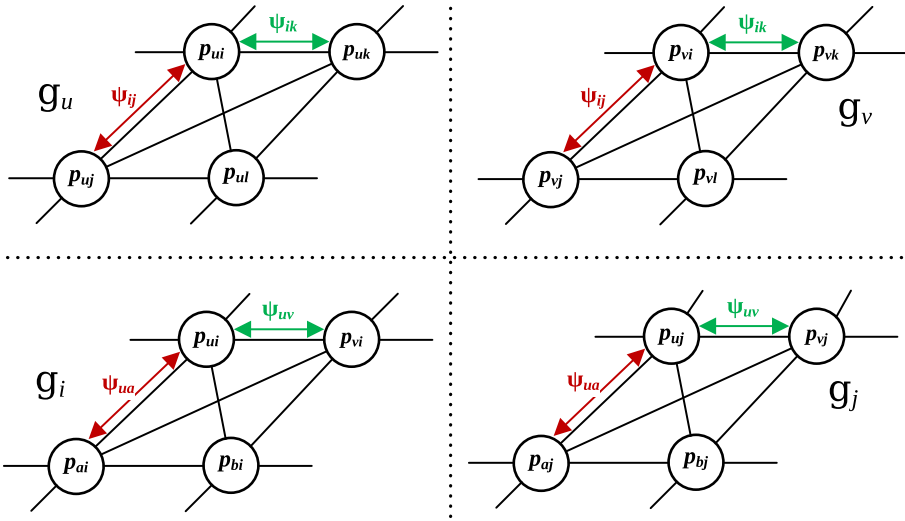 ψik
pui
puk
gu
ψij
puj
pul
ψik
pvi
pvk
ψij
gv
pvj
pvl
ψuv
pui
pvi
gi
ψua
pai
pbi
ψuv
puj
pvj
ψua
gj
paj
pbj